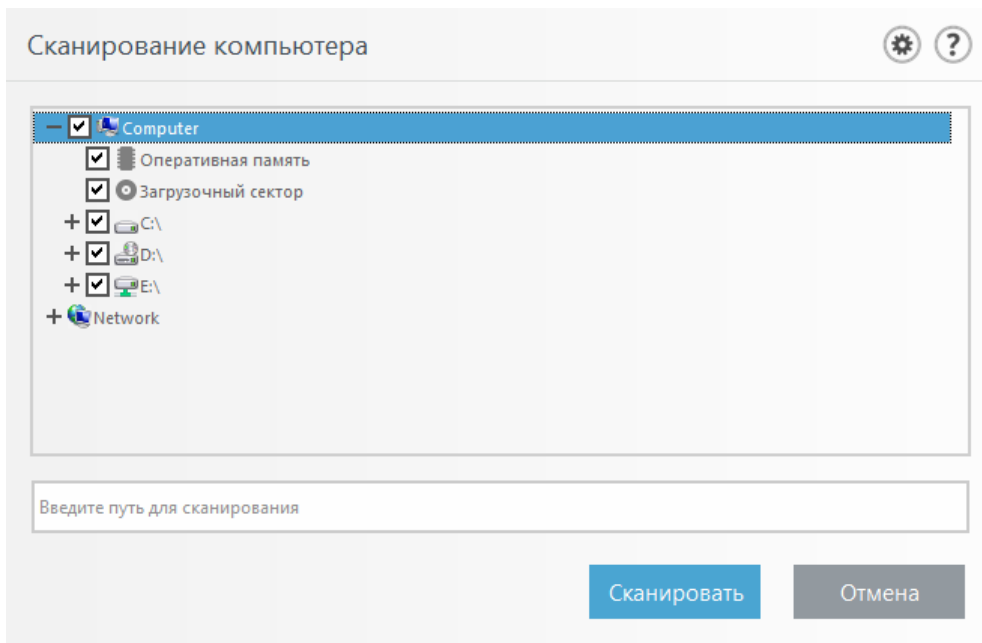 Сканирование компьютера
Computer
Оперативная память
Загрузочный сектор
C:\
D:\
E:\
Network
Введите путь для сканирования
Сканировать Отмена